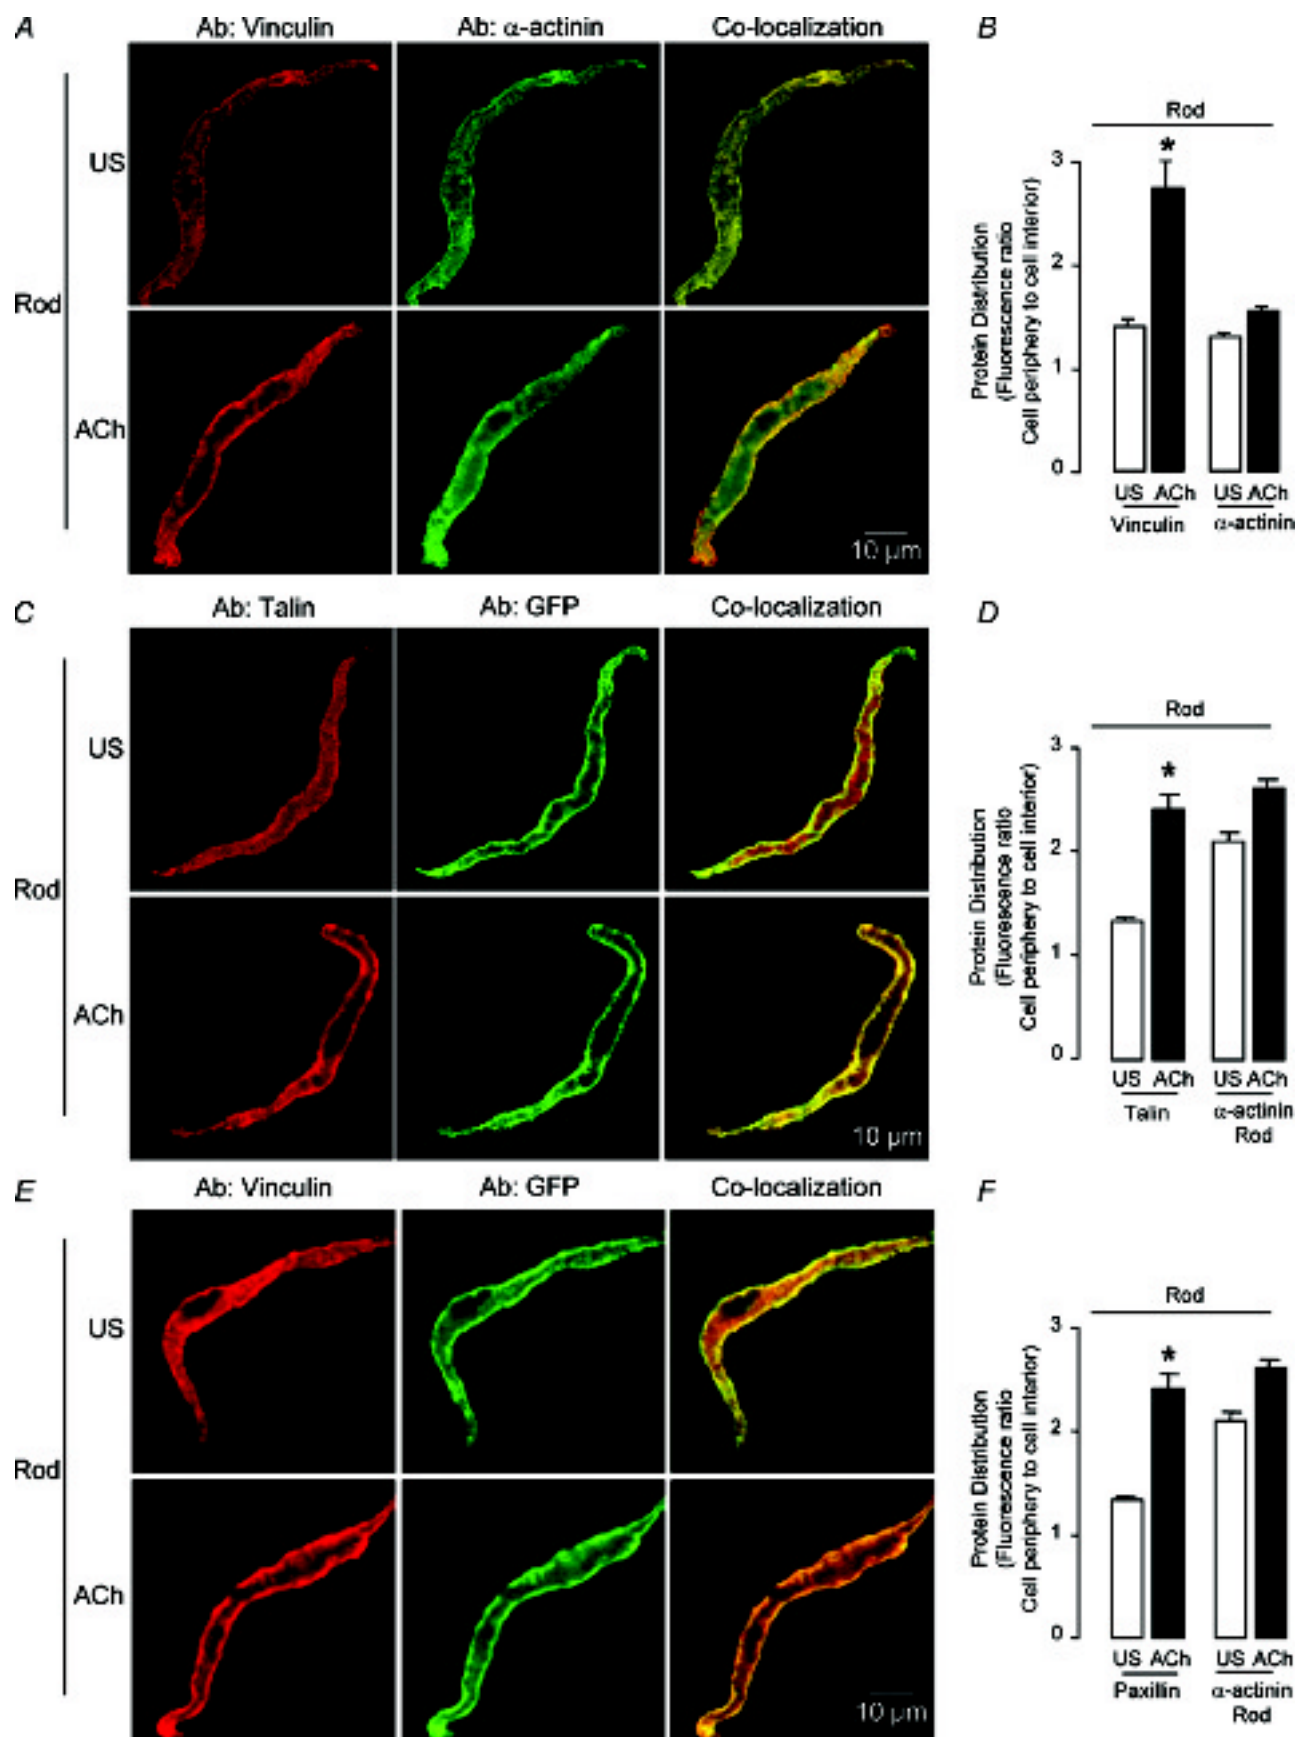 A
Ab: Vinculin
Ab: α-actinin
Co-localization
US
Rod
ACh
10 µm
B
Rod
*
3
2
1
0
Protein Distribution
(Fluorescence ratio
Cell periphery to cell interior)
US ACh US ACh
Vinculin α-actinin
C
Ab: Talin
Ab: GFP
Co-localization
US
Rod
ACh
10 µm
D
Rod
*
3
2
1
0
Protein Distribution
(Fluorescence ratio
Cell periphery to cell interior)
US ACh US ACh
Talin α-actinin
Rod
E
Ab: Vinculin
Ab: GFP
Co-localization
US
Rod
ACh
10 µm
F
Rod
*
3
2
1
0
Protein Distribution
(Fluorescence ratio
Cell periphery to cell interior)
US ACh US ACh
Paxillin α-actinin
Rod